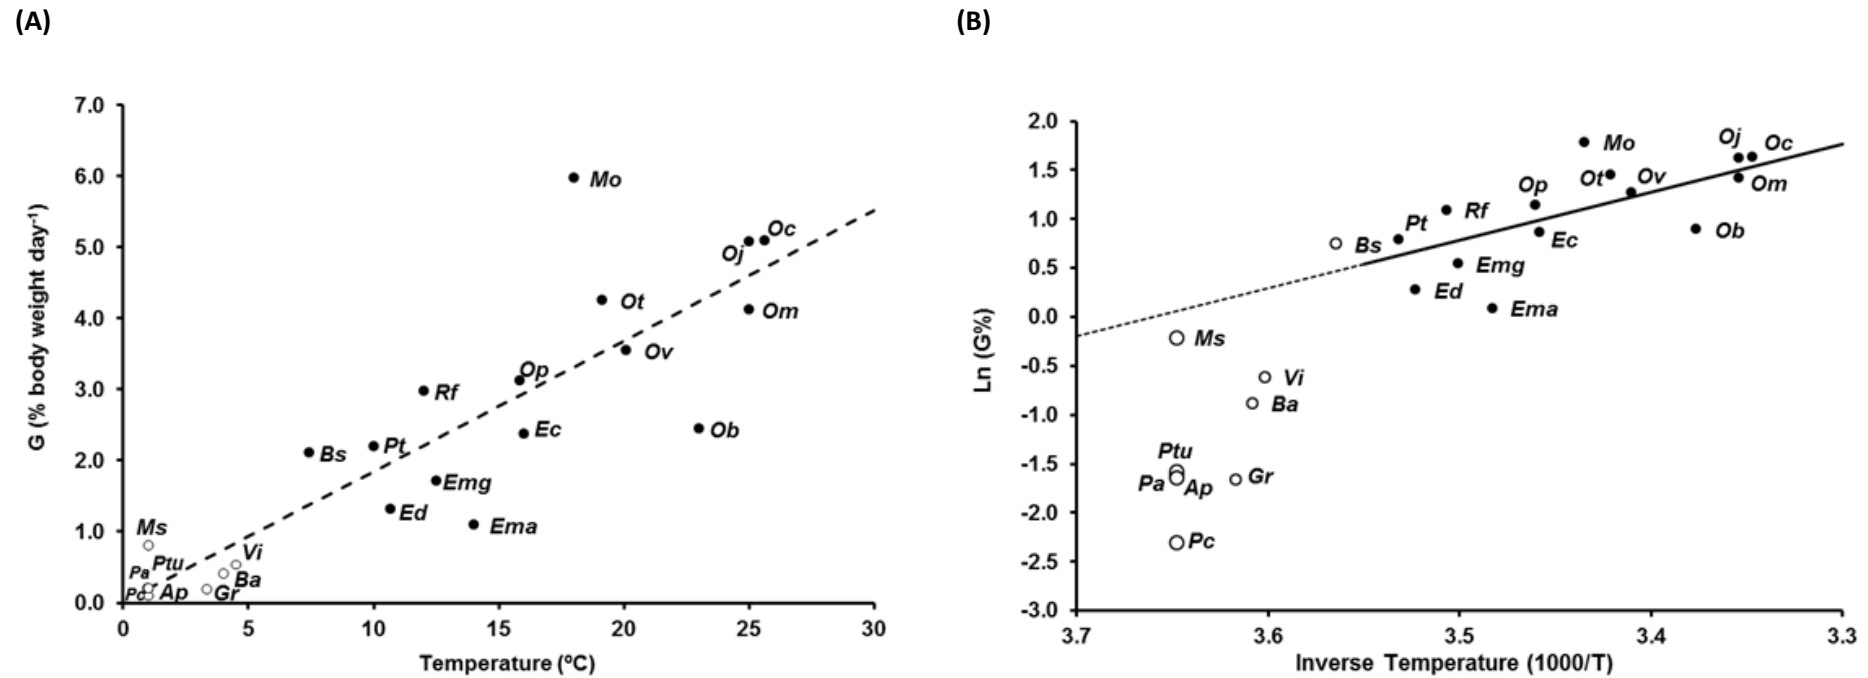 (A)
(B)
G (% body weight day⁻¹)
7.0
6.0
5.0
4.0
3.0
2.0
1.0
0.0
Mo
Oc
Oj
Om
Ot
Ov
Op
Rf
Ec
Ob
Bs
Pt
Emg
Ed
Ema
Ms
Vi
Ptu
Pa
Ba
Pc
Ap
Gr
0 5 10 15 20 25 30
Temperature (ºC)
Ln (G%)
2.0
1.5
1.0
0.5
0.0
-0.5
-1.0
-1.5
-2.0
-2.5
-3.0
Oj
Oc
Mo
Ot
Ov
Om
Op
Pt
Rf
Ob
Bs
Ec
Emg
Ed
Ema
Ms
Vi
Ba
Ptu
Pa
Ap
Gr
Pc
3.7 3.6 3.5 3.4 3.3
Inverse Temperature (1000/T)